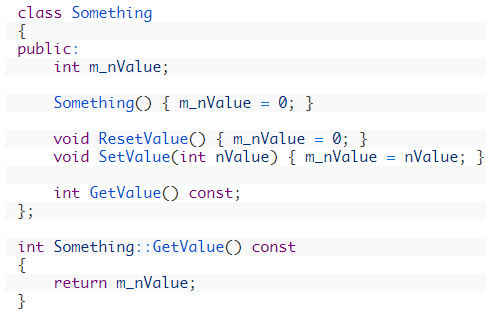 class Something
{
public:
    int m_nValue;

    Something() { m_nValue = 0; }

    void ResetValue() { m_nValue = 0; }
    void SetValue(int nValue) { m_nValue = nValue; }

    int GetValue() const;
};

int Something::GetValue() const
{
    return m_nValue;
}